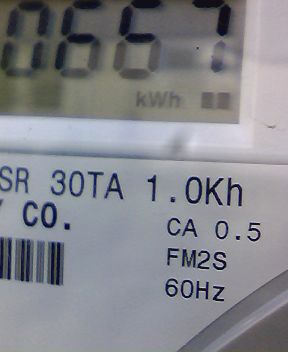 0667
kWh
SR 30TA 1.0Kh
Y CO.
CA 0.5
FM2S
60Hz